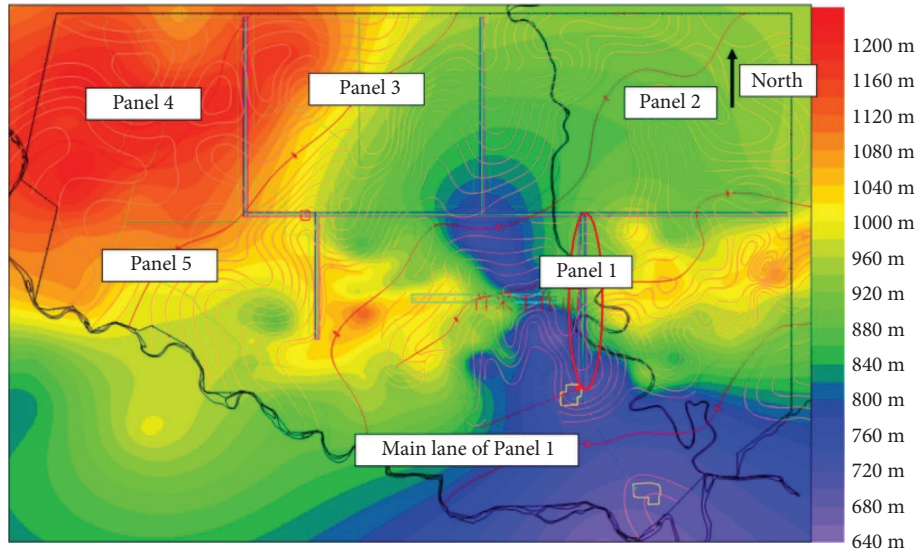 Panel 4
Panel 3
Panel 2
North
Panel 5
Panel 1
Main lane of Panel 1
1200 m
1160 m
1120 m
1080 m
1040 m
1000 m
960 m
920 m
880 m
840 m
800 m
760 m
720 m
680 m
640 m